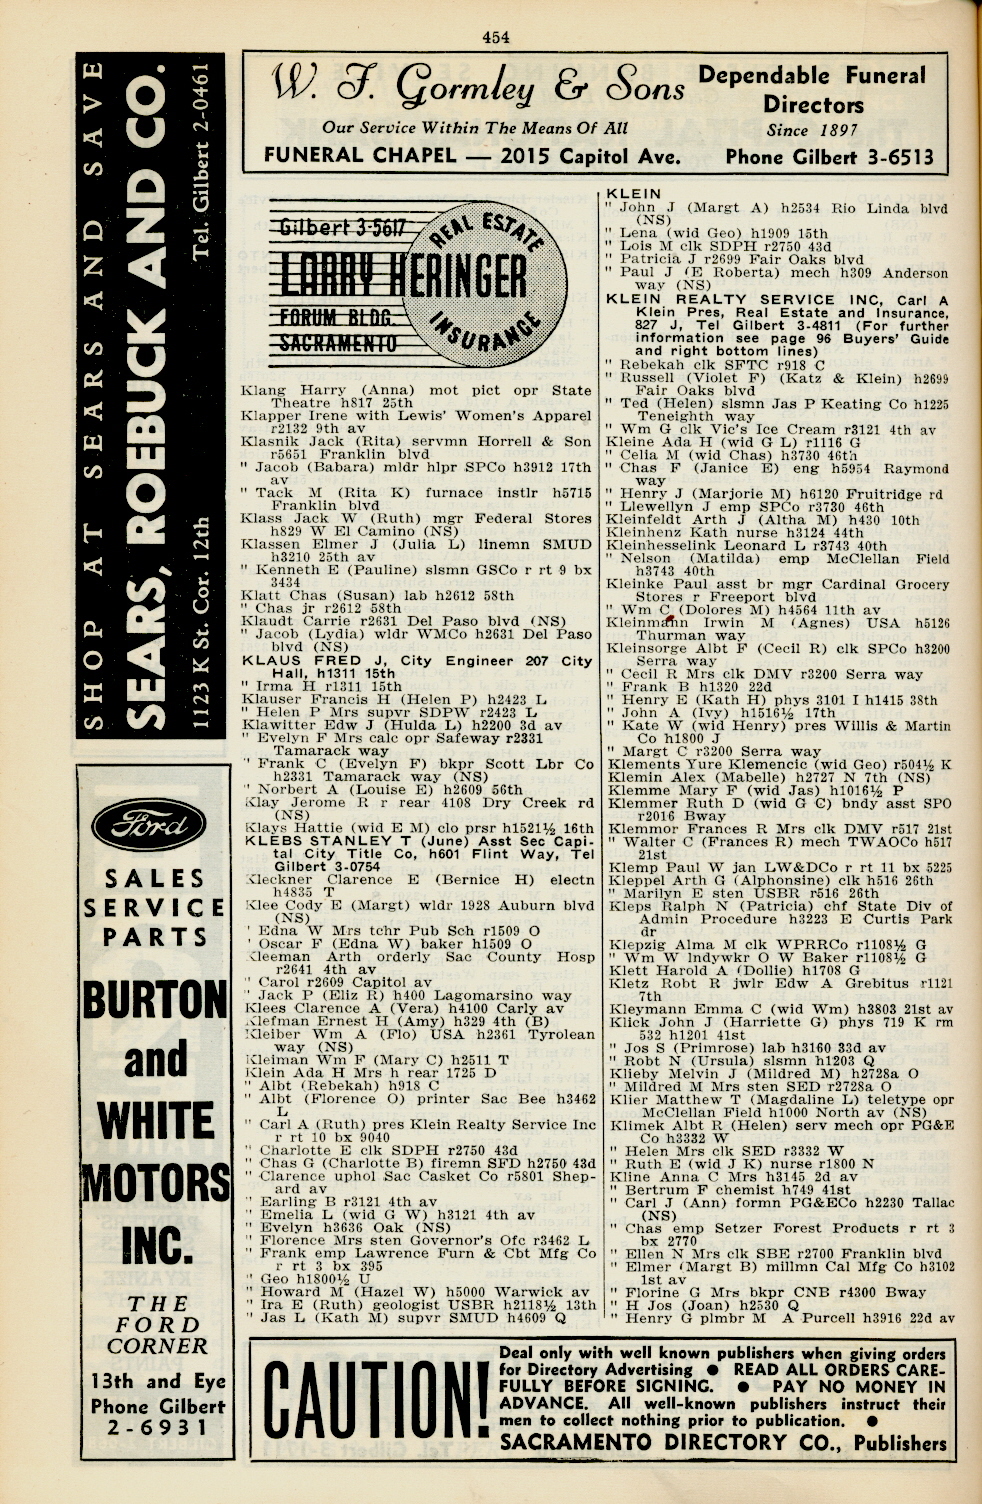 454
SHOP AT SEARS AND SAVE
SEARS, ROEBUCK AND CO.
1123 K St. Cor. 12th Tel. Gilbert 2-0461
Ford
SALES
SERVICE
PARTS
BURTON
and
WHITE
MOTORS
INC.
THE
FORD
CORNER
13th and Eye
Phone Gilbert
2-6931
W. F. Gormley & Sons
Our Service Within The Means Of All
FUNERAL CHAPEL — 2015 Capitol Ave.
Dependable Funeral
Directors
Since 1897
Phone Gilbert 3-6513
Gilbert 3-5617
LARRY HERINGER
FORUM BLDG.
SACRAMENTO
REAL ESTATE
INSURANCE
Klang Harry (Anna) mot pict opr State
Theatre h817 25th
Klapper Irene with Lewis' Women's Apparel
r2132 9th av
Klasnik Jack (Rita) servmn Horrell & Son
r5651 Franklin blvd
" Jacob (Babara) mldr hlpr SPCo h3912 17th
av
" Tack M (Rita K) furnace instlr h5715
Franklin blvd
Klass Jack W (Ruth) mgr Federal Stores
h829 W El Camino (NS)
Klassen Elmer J (Julia L) linemn SMUD
h3210 25th av
" Kenneth E (Pauline) slsmn GSCo r rt 9 bx
3434
Klatt Chas (Susan) lab h2612 58th
" Chas jr r2612 58th
Klaudt Carrie r2631 Del Paso blvd (NS)
" Jacob (Lydia) wldr WMCo h2631 Del Paso
blvd (NS)
KLAUS FRED J, City Engineer 207 City
Hall, h1311 15th
" Irma H r1311 15th
Klauser Francis H (Helen P) h2423 L
" Helen P Mrs supvr SDPW r2423 L
Klawitter Edw J (Hulda L) h2200 3d av
" Evelyn F Mrs calc opr Safeway r2331
Tamarack way
' Frank C (Evelyn F) bkpr Scott Lbr Co
h2331 Tamarack way (NS)
' Norbert A (Louise E) h2609 56th
Klay Jerome R r rear 4108 Dry Creek rd
(NS)
Klays Hattie (wid E M) clo prsr h1521½ 16th
KLEBS STANLEY T (June) Asst Sec Capi-
tal City Title Co, h601 Flint Way, Tel
Gilbert 3-0754
Kleckner Clarence E (Bernice H) electn
h4835 T
Klee Cody E (Margt) wldr 1928 Auburn blvd
(NS)
' Edna W Mrs tchr Pub Sch r1509 O
' Oscar F (Edna W) baker h1509 O
Kleeman Arth orderly Sac County Hosp
r2641 4th av
" Carol r2609 Capitol av
" Jack P (Eliz R) h400 Lagomarsino way
Klees Clarence A (Vera) h4100 Carly av
Klefman Ernest H (Amy) h329 4th (B)
Kleiber Wm A (Flo) USA h2361 Tyrolean
way (NS)
Kleiman Wm F (Mary C) h2511 T
Klein Ada H Mrs h rear 1725 D
" Albt (Rebekah) h918 C
" Albt (Florence O) printer Sac Bee h3462
L
" Carl A (Ruth) pres Klein Realty Service Inc
r rt 10 bx 9040
" Charlotte E clk SDPH r2750 43d
" Chas G (Charlotte B) firemn SFD h2750 43d
" Clarence uphol Sac Casket Co r5801 Shep-
ard av
" Earling B r3121 4th av
" Emelia L (wid G W) h3121 4th av
" Evelyn h3636 Oak (NS)
" Florence Mrs sten Governor's Ofc r3462 L
" Frank emp Lawrence Furn & Cbt Mfg Co
r rt 3 bx 395
' Geo h1800½ U
" Howard M (Hazel W) h5000 Warwick av
" Ira E (Ruth) geologist USBR h2118½ 13th
" Jas L (Kath M) supvr SMUD h4609 Q
KLEIN
" John J (Margt A) h2534 Rio Linda blvd
(NS)
" Lena (wid Geo) h1909 15th
" Lois M clk SDPH r2750 43d
" Patricia J r2699 Fair Oaks blvd
" Paul J (E Roberta) mech h309 Anderson
way (NS)
KLEIN REALTY SERVICE INC, Carl A
Klein Pres, Real Estate and Insurance,
827 J, Tel Gilbert 3-4811 (For further
information see page 96 Buyers' Guide
and right bottom lines)
" Rebekah clk SFTC r918 C
" Russell (Violet F) (Katz & Klein) h2699
Fair Oaks blvd
" Ted (Helen) slsmn Jas P Keating Co h1225
Teneighth way
" Wm G clk Vic's Ice Cream r3121 4th av
Kleine Ada H (wid G L) r1116 G
" Celia M (wid Chas) h3730 46th
" Chas F (Janice E) eng h5954 Raymond
way
" Henry J (Marjorie M) h6120 Fruitridge rd
" Llewellyn J emp SPCo r3730 46th
Kleinfeldt Arth J (Altha M) h430 10th
Kleinhenz Kath nurse h3124 44th
Kleinhesselink Leonard L r3743 40th
" Nelson (Matilda) emp McClellan Field
h3743 40th
Kleinke Paul asst br mgr Cardinal Grocery
Stores r Freeport blvd
" Wm C (Dolores M) h4564 11th av
Kleinmann Irwin M (Agnes) USA h5126
Thurman way
Kleinsorge Albt F (Cecil R) clk SPCo h3200
Serra way
" Cecil R Mrs clk DMV r3200 Serra way
" Frank B h1320 22d
" Henry E (Kath H) phys 3101 I h1415 38th
" John A (Ivy) h1516½ 17th
" Kate W (wid Henry) pres Willis & Martin
Co h1800 J
" Margt C r3200 Serra way
Klements Yure Klemencic (wid Geo) r504½ K
Klemin Alex (Mabelle) h2727 N 7th (NS)
Klemme Mary F (wid Jas) h1016½ P
Klemmer Ruth D (wid G C) bndy asst SPO
r2016 Bway
Klemmor Frances R Mrs clk DMV r517 21st
" Walter C (Frances R) mech TWAOCo h517
21st
Klemp Paul W jan LW&DCo r rt 11 bx 5225
Kleppel Arth G (Alphonsine) clk h516 26th
" Marilyn E sten USBR r516 26th
Kleps Ralph N (Patricia) chf State Div of
Admin Procedure h3223 E Curtis Park
dr
Klepzig Alma M clk WPRRCo r1108½ G
" Wm W lndywkr O W Baker r1108½ G
Klett Harold A (Dollie) h1708 G
Kletz Robt R jwlr Edw A Grebitus r1121
7th
Kleymann Emma C (wid Wm) h3803 21st av
Klick John J (Harriette G) phys 719 K rm
532 h1201 41st
" Jos S (Primrose) lab h3160 33d av
" Robt N (Ursula) slsmn h1203 Q
Klieby Melvin J (Mildred M) h2728a O
" Mildred M Mrs sten SED r2728a O
Klier Matthew T (Magdaline L) teletype opr
McClellan Field h1000 North av (NS)
Klimek Albt R (Helen) serv mech opr PG&E
Co h3332 W
" Helen Mrs clk SED r3332 W
" Ruth E (wid J K) nurse r1800 N
Kline Anna C Mrs h3145 2d av
" Bertrum F chemist h749 41st
" Carl J (Ann) formn PG&ECo h2230 Tallac
(NS)
" Chas emp Setzer Forest Products r rt 3
bx 2770
" Ellen N Mrs clk SBE r2700 Franklin blvd
" Elmer (Margt B) millmn Cal Mfg Co h3102
1st av
" Florine G Mrs bkpr CNB r4300 Bway
" H Jos (Joan) h2530 Q
" Henry G plmbr M A Purcell h3916 22d av
CAUTION!
Deal only with well known publishers when giving orders
for Directory Advertising ● READ ALL ORDERS CARE-
FULLY BEFORE SIGNING. ● PAY NO MONEY IN
ADVANCE. All well-known publishers instruct their
men to collect nothing prior to publication. ●
SACRAMENTO DIRECTORY CO., Publishers